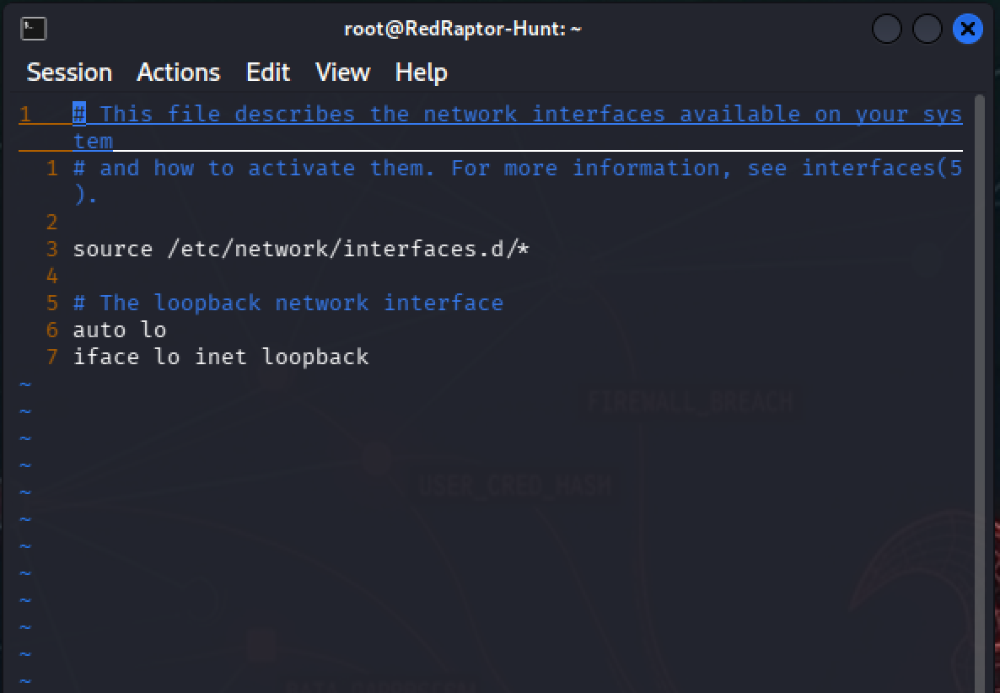 root@RedRaptor-Hunt: ~
Session Actions Edit View Help
1 # This file describes the network interfaces available on your sys
tem
1 # and how to activate them. For more information, see interfaces(5
).
2
3 source /etc/network/interfaces.d/*
4
5 # The loopback network interface
6 auto lo
7 iface lo inet loopback
~
~
~
FIREWALL_BREACH
~
~
USER_CRED_HASH
~
~
~
~
~
~
~